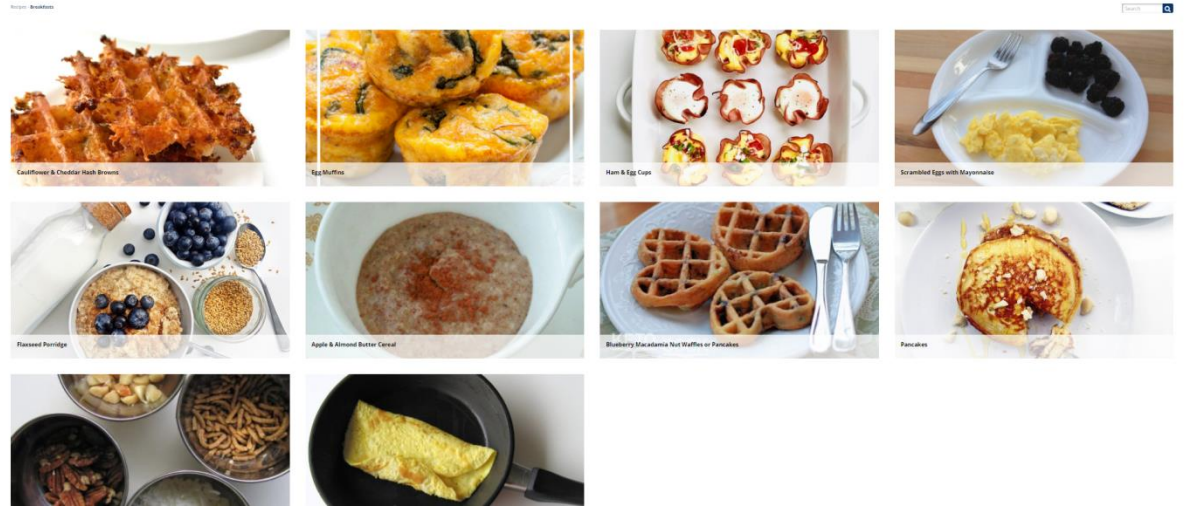 Recipes › Breakfasts
Search
Cauliflower & Cheddar Hash Browns
Egg Muffins
Ham & Egg Cups
Scrambled Eggs with Mayonnaise
Flaxseed Porridge
Apple & Almond Butter Cereal
Blueberry Macadamia Nut Waffles or Pancakes
Pancakes